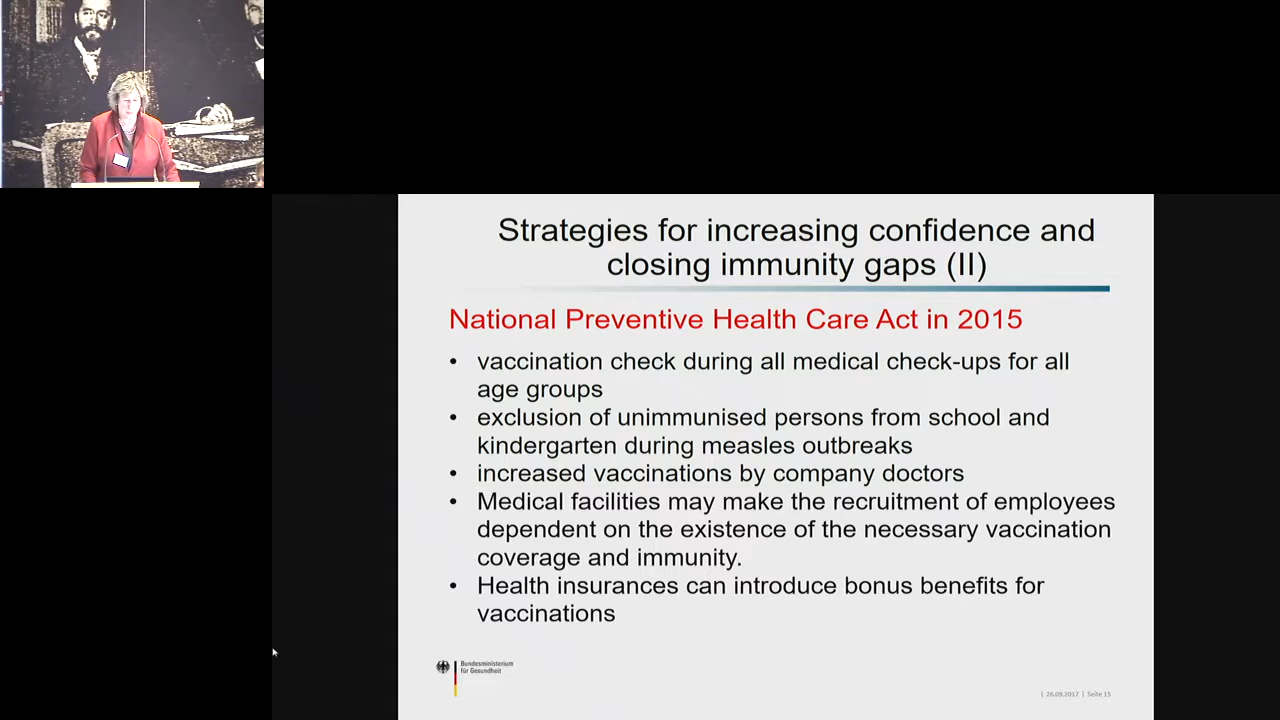 Strategies for increasing confidence and
closing immunity gaps (II)
National Preventive Health Care Act in 2015
• vaccination check during all medical check-ups for all
age groups
• exclusion of unimmunised persons from school and
kindergarten during measles outbreaks
• increased vaccinations by company doctors
• Medical facilities may make the recruitment of employees
dependent on the existence of the necessary vaccination
coverage and immunity.
• Health insurances can introduce bonus benefits for
vaccinations
Bundesministerium
für Gesundheit
| 26.09.2017 | Seite 15